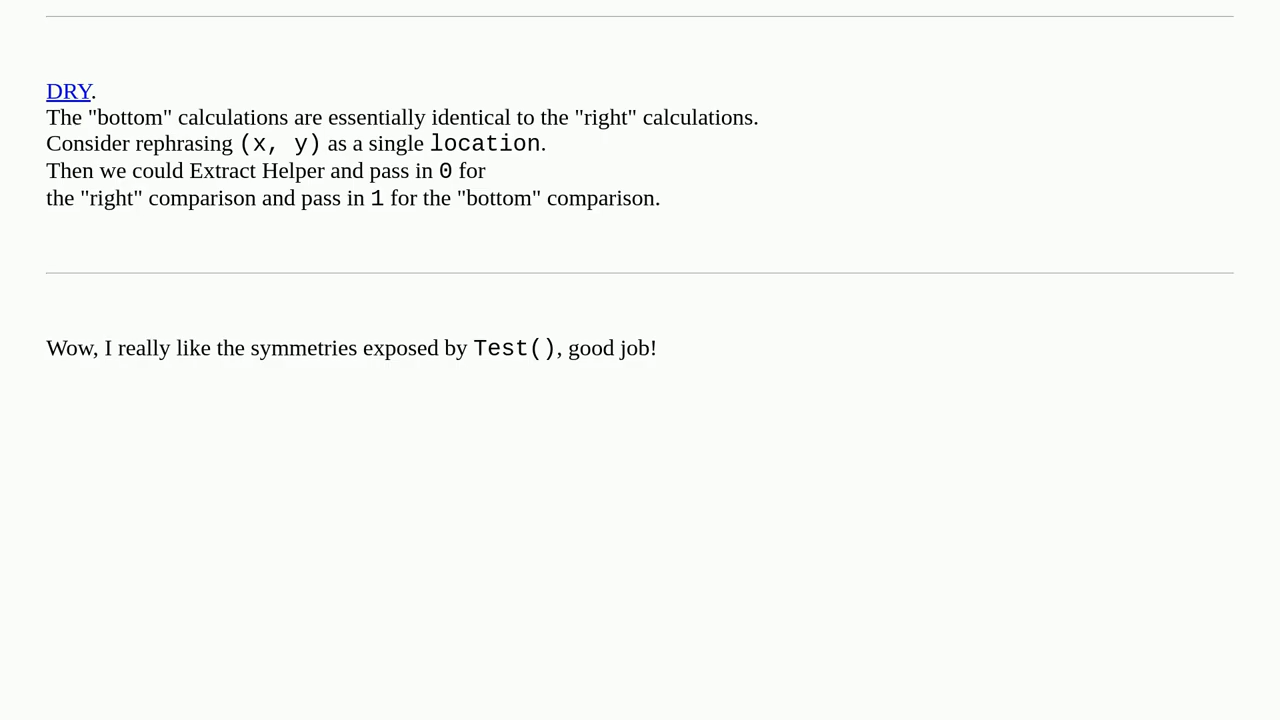 DRY.
The "bottom" calculations are essentially identical to the "right" calculations.
Consider rephrasing (x, y) as a single location.
Then we could Extract Helper and pass in 0 for
the "right" comparison and pass in 1 for the "bottom" comparison.
Wow, I really like the symmetries exposed by Test(), good job!